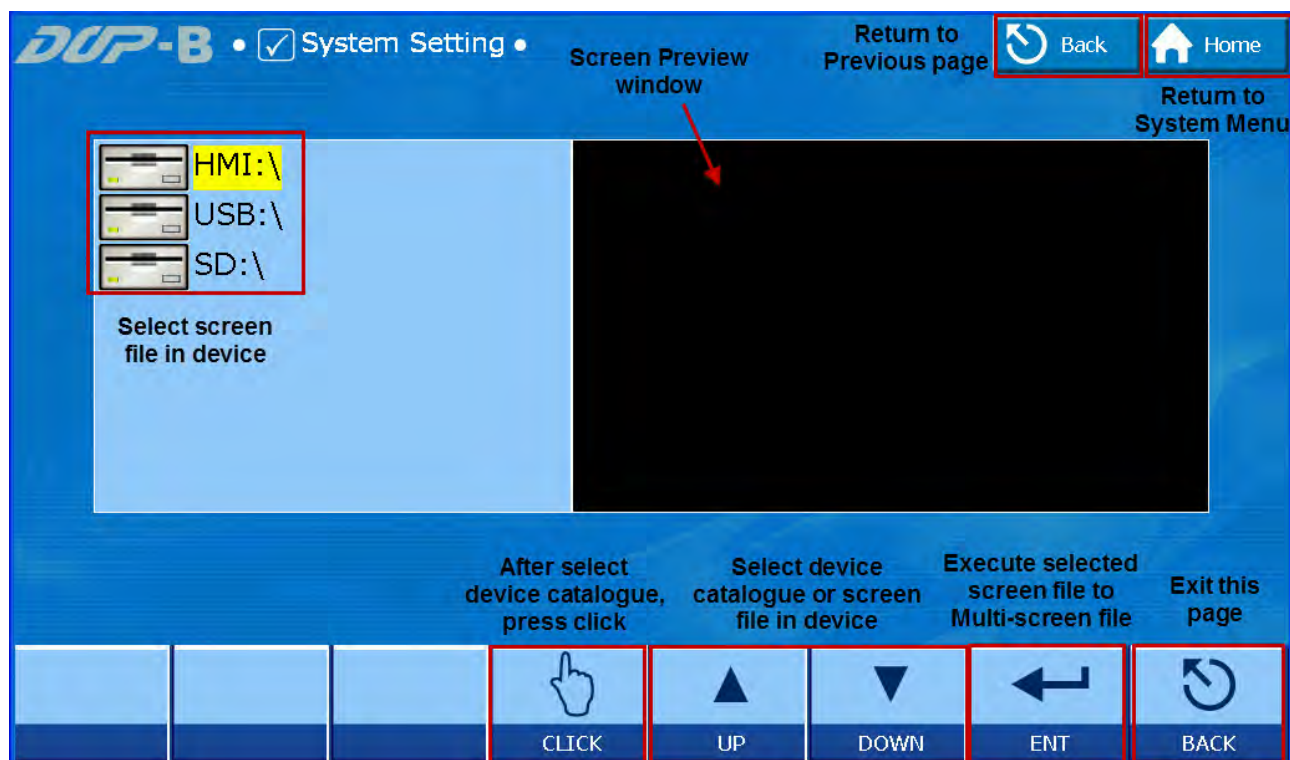 DOP-B • System Setting •
Screen Preview
window
Return to
Previous page
Back
Home
Return to
System Menu
HMI:\
USB:\
SD:\
Select screen
file in device
After select
device catalogue,
press click
Select device
catalogue or screen
file in device
Execute selected
screen file to
Multi-screen file
Exit this
page
CLICK
UP
DOWN
ENT
BACK